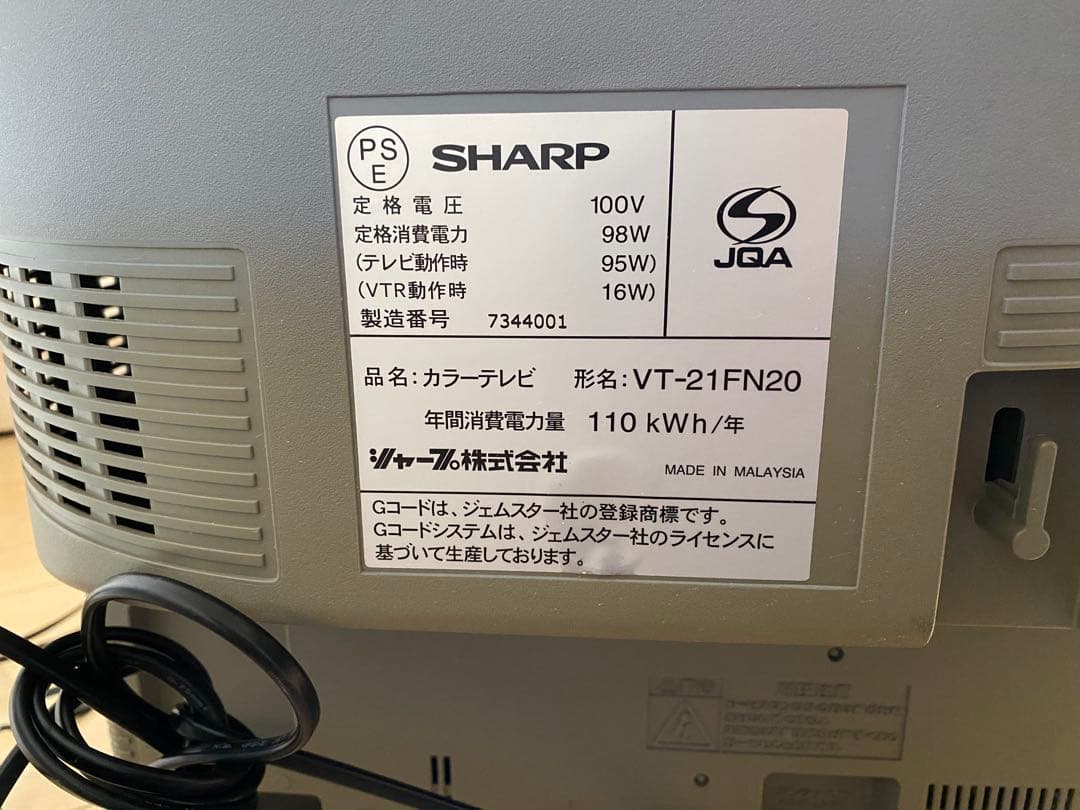 PS
E
SHARP
定格電圧 100V
定格消費電力 98W
(テレビ動作時 95W)
(VTR動作時 16W)
製造番号 7344001
JQA
品名:カラーテレビ 形名:VT-21FN20
年間消費電力量 110 kWh/年
シャープ株式会社 MADE IN MALAYSIA
Gコードは、ジェムスター社の登録商標です。
Gコードシステムは、ジェムスター社のライセンスに
基づいて生産しております。